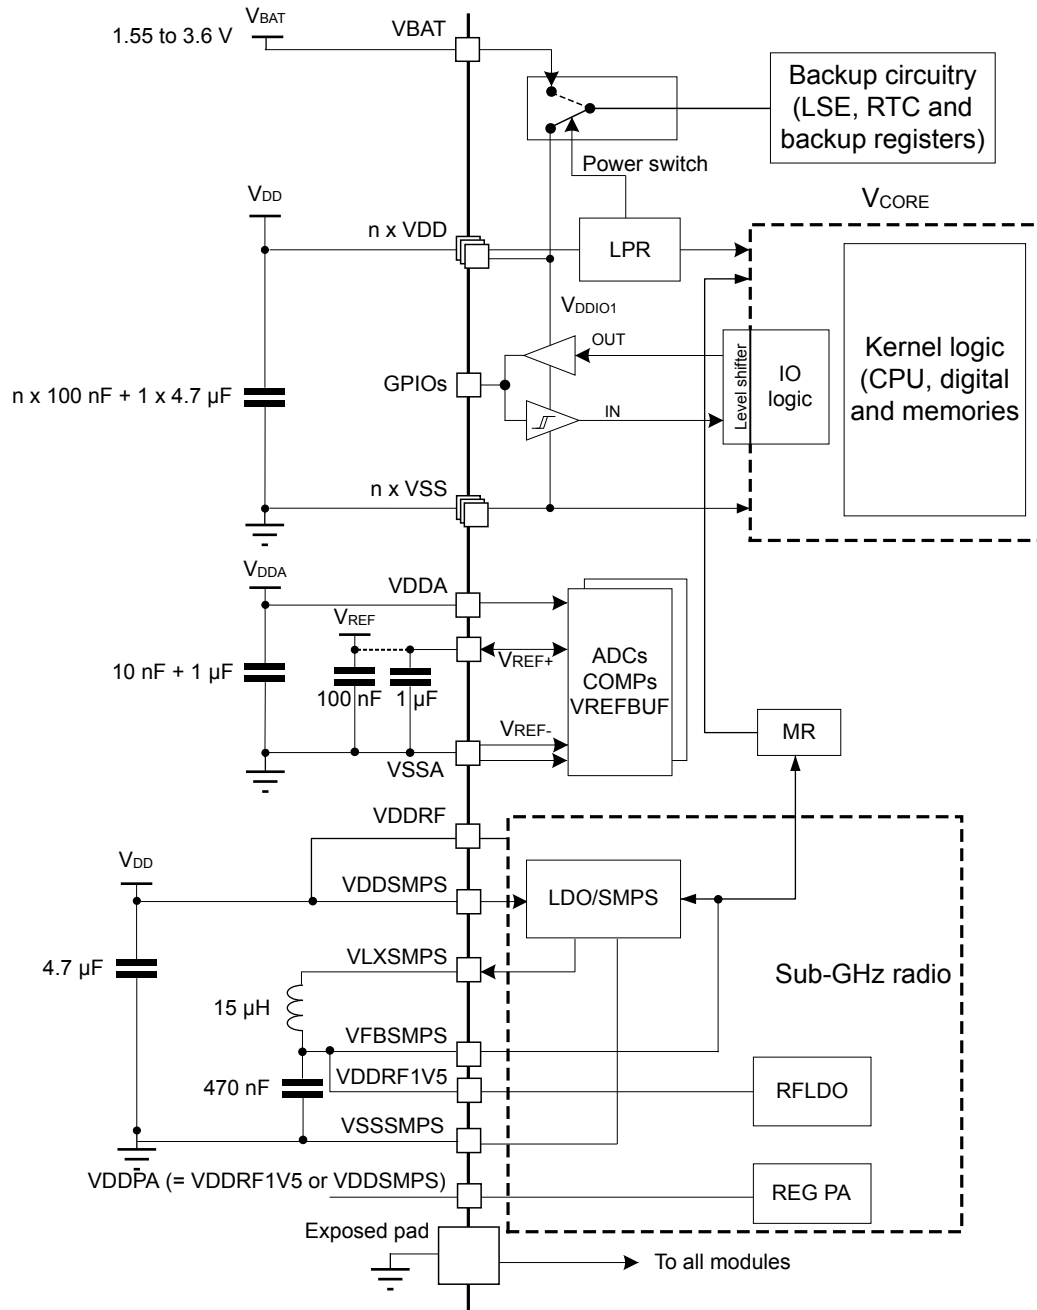 VBAT
1.55 to 3.6 V
VBAT
Backup circuitry
(LSE, RTC and
backup registers)
Power switch
VDD
n x VDD
LPR
VCORE
VDDIO1
OUT
GPIOs
IN
Level shifter
IO
logic
Kernel logic
(CPU, digital
and memories
n x 100 nF + 1 x 4.7 µF
n x VSS
VDDA
VDDA
VREF
VREF+
10 nF + 1 µF
100 nF
1 µF
ADCs
COMPs
VREFBUF
VREF-
VSSA
MR
VDDRF
VDD
VDDSMPS
LDO/SMPS
4.7 µF
VLXSMPS
Sub-GHz radio
15 µH
VFBSMPS
VDDRF1V5
470 nF
RFLDO
VSSSMPS
VDDPA (= VDDRF1V5 or VDDSMPS)
REG PA
Exposed pad
To all modules